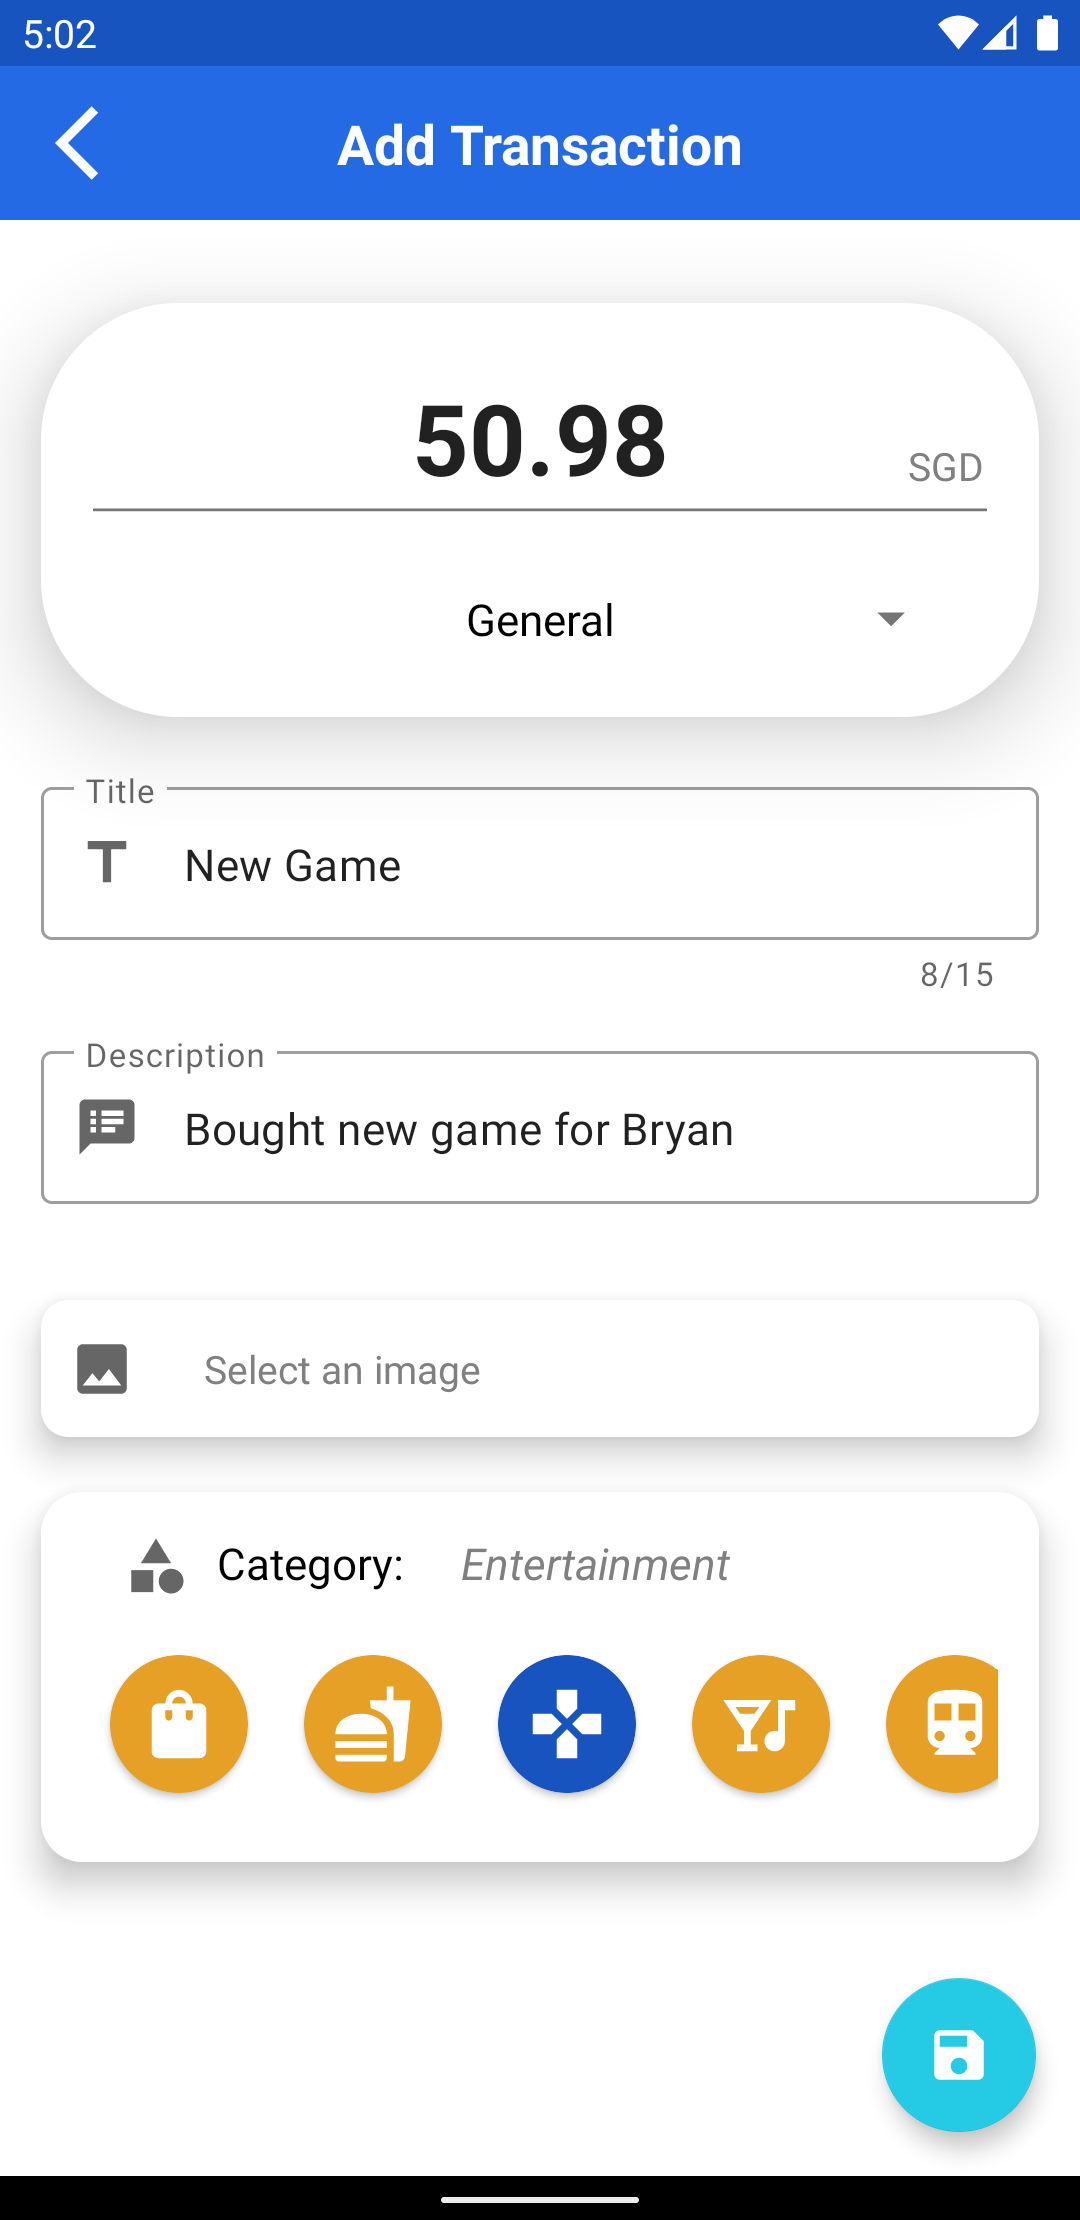 5:02
Add Transaction
50.98
SGD
General
Title
New Game
8/15
Description
Bought new game for Bryan
Select an image
Category: Entertainment